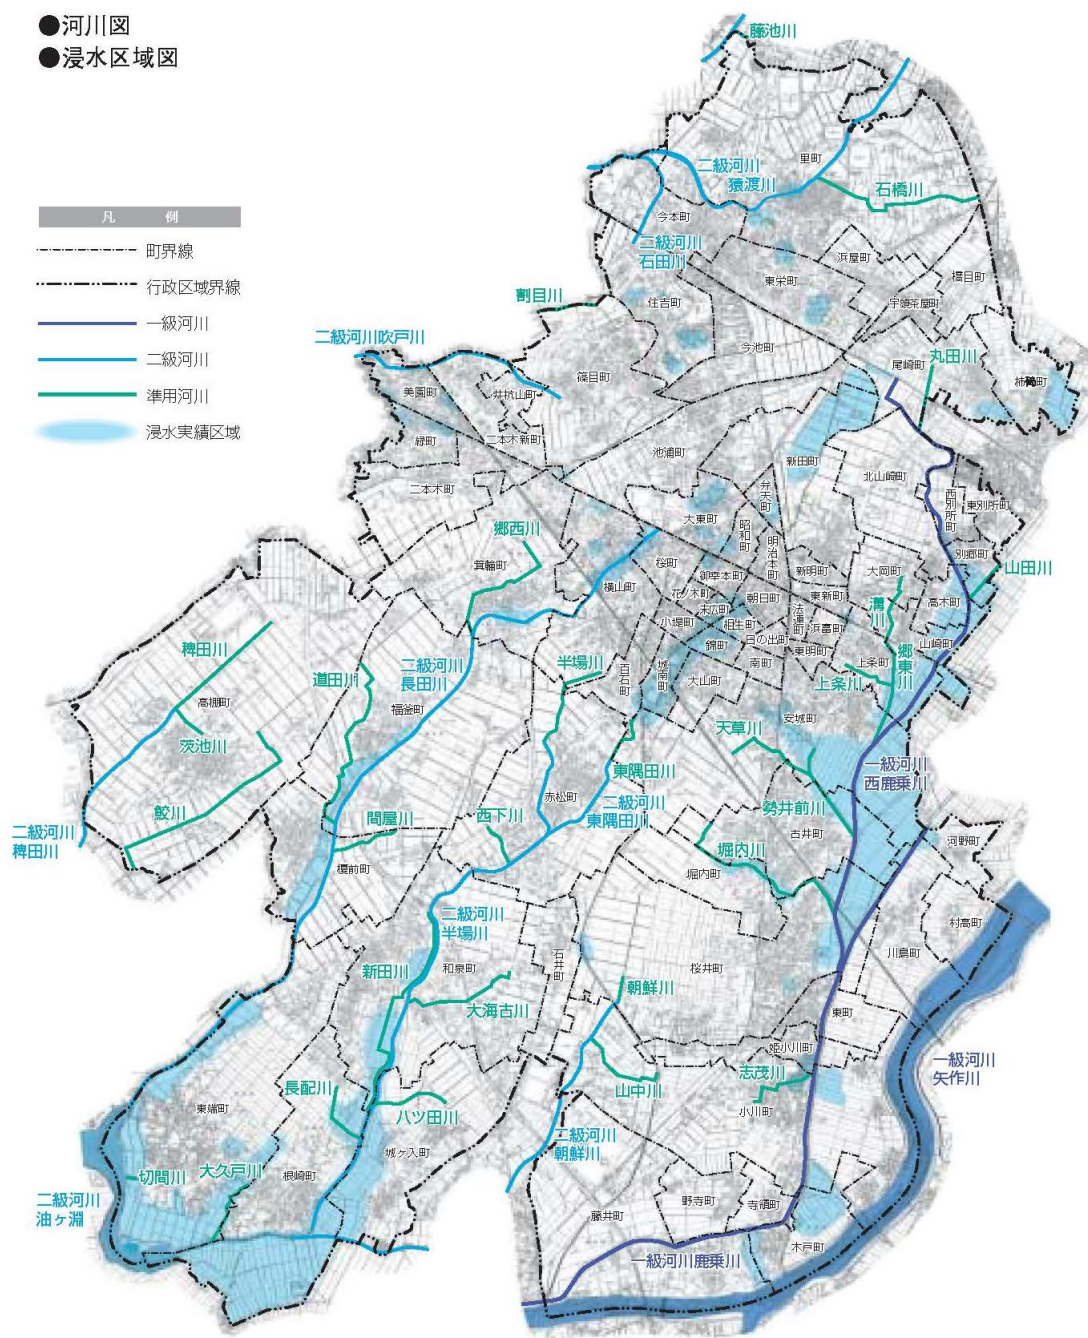 ●河川図
●浸水区域図
凡 例
町界線
行政区域界線
一級河川
二級河川
準用河川
浸水実績区域
藤池川
二級河川
猿渡川
里町
石橋川
今本町
二級河川
石田川
浜屋町
東栄町
橋目町
宇頭茶屋町
割目川
住吉町
今池町
二級河川吹戸川
尾崎町
丸田川
篠目町
美園町
井杭山町
柿碕町
緑町
二本木新町
池浦町
新田町
北山崎町
二本木町
弁天町
西別所町
東別所町
大東町
昭和町
郷西川
明治本町
別郷町
箕輪町
横山町
桜町
御幸本町
新明町
大岡町
山田川
花ノ木町
朝日町
東新町
高木町
末広町
溝川
小堤町
相生町
法連町
浜富町
稗田川
錦町
日の出町
東明町
山崎町
郷東川
半場川
二級河川
長田川
百石町
城南町
南町
上条町
道田川
高棚町
福釜町
大山町
上条川
茨池川
安城町
天草川
東隅田川
一級河川
西鹿乗川
鮫川
赤松町
二級河川
東隅田川
勢井前川
二級河川
稗田川
間屋川
西下川
古井町
河野町
堀内川
榎前町
堀内町
二級河川
半場川
村高町
石井町
川島町
新田川
和泉町
桜井町
大海古川
朝鮮川
東町
姫小川町
一級河川
矢作川
長配川
志茂川
山中川
東端町
八ツ田川
小川町
二級河川
朝鮮川
城ヶ入町
切間川
大久戸川
根崎町
二級河川
油ヶ淵
野寺町
寺領町
藤井町
木戸町
一級河川鹿乗川